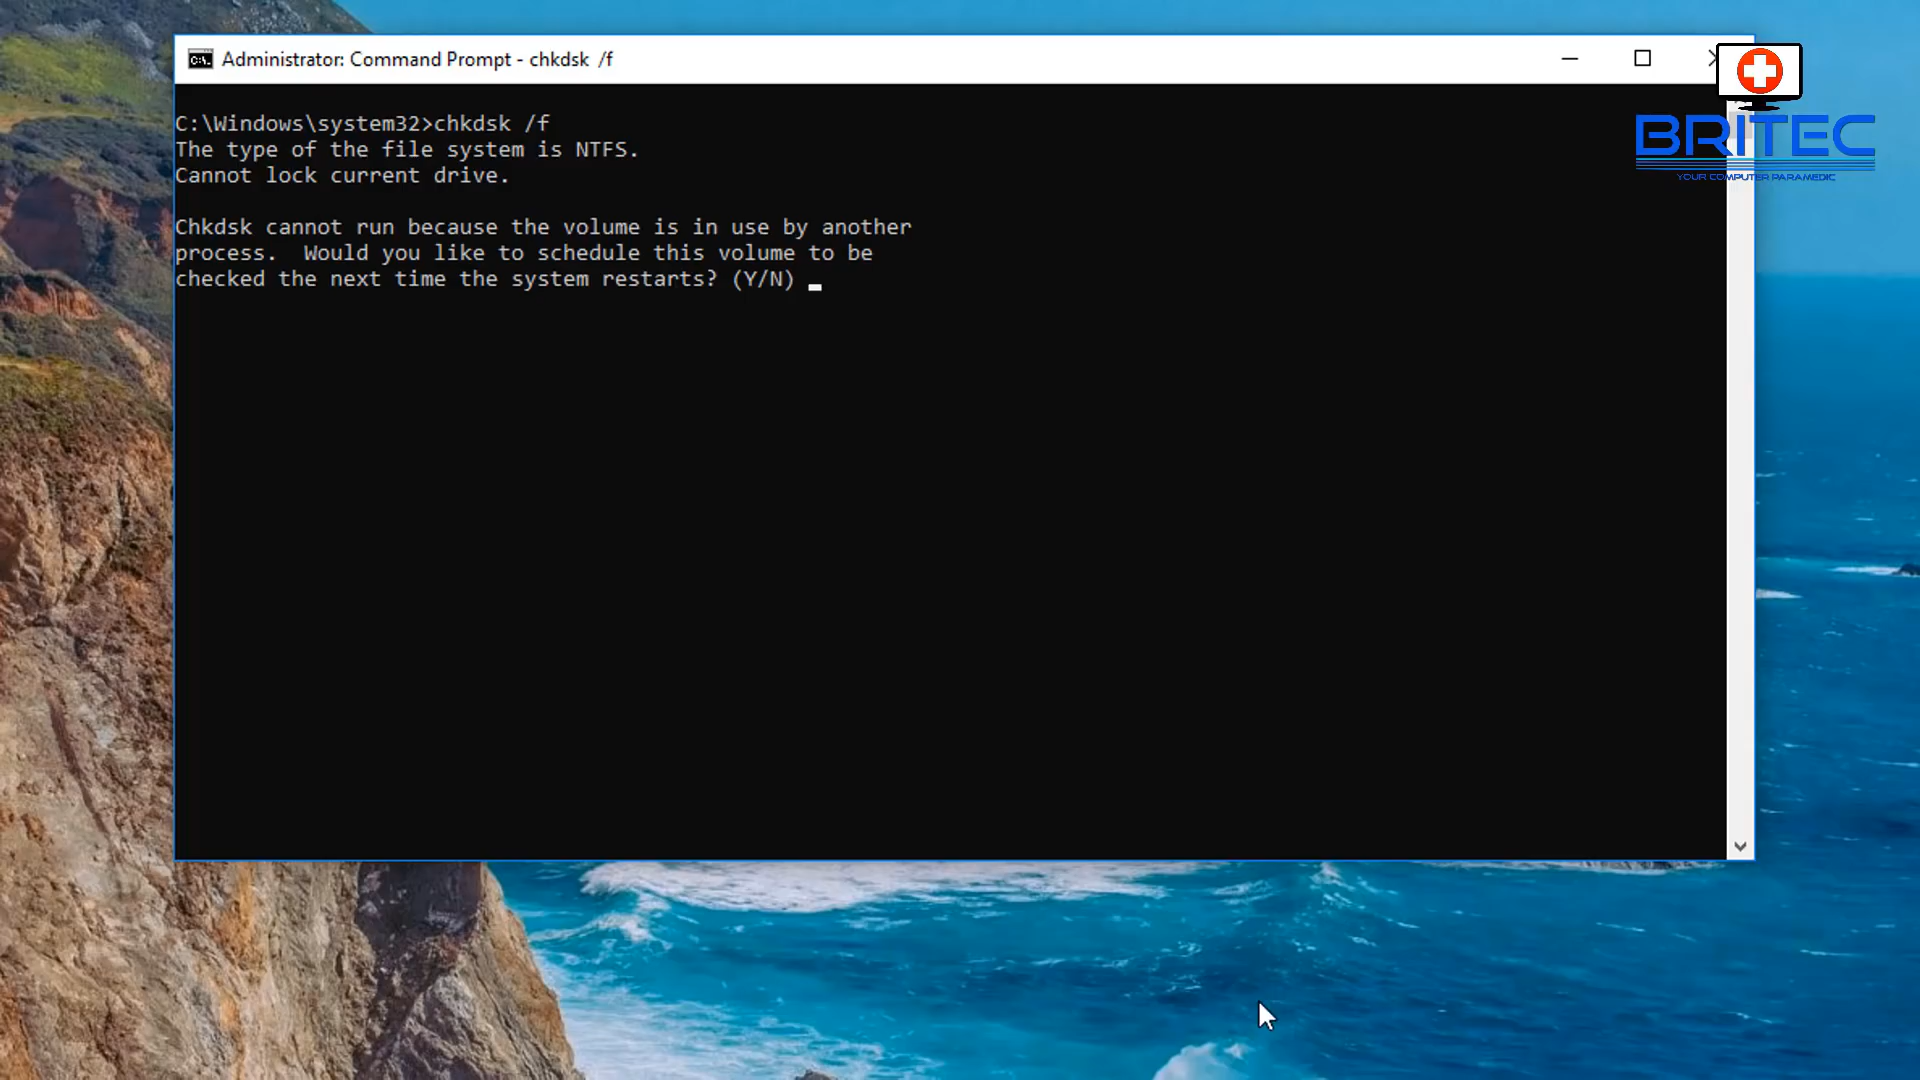 Administrator: Command Prompt - chkdsk /f
BRITEC
YOUR COMPUTER PARAMEDIC
C:\Windows\system32>chkdsk /f
The type of the file system is NTFS.
Cannot lock current drive.
Chkdsk cannot run because the volume is in use by another
process.  Would you like to schedule this volume to be
checked the next time the system restarts? (Y/N) _